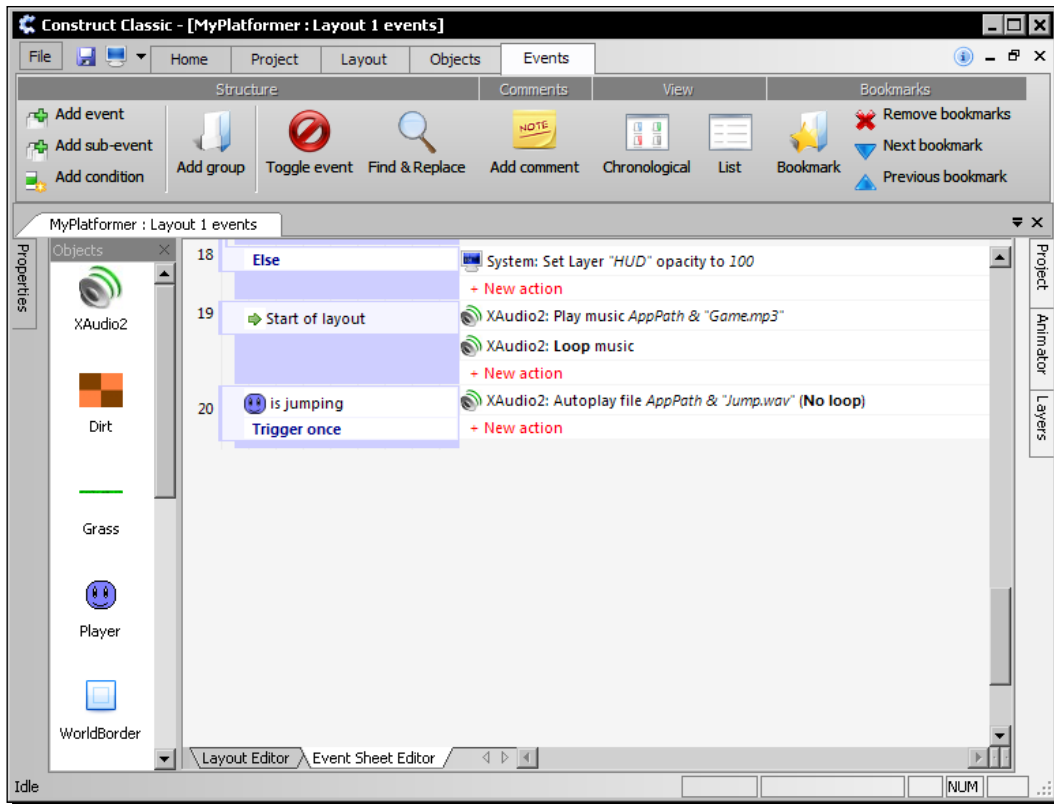 Construct Classic - [MyPlatformer : Layout 1 events]
File Home Project Layout Objects Events
Structure Comments View Bookmarks
Add event
Add sub-event
Add condition
Add group
Toggle event
Find & Replace
NOTE
Add comment
Chronological
List
Bookmark
Remove bookmarks
Next bookmark
Previous bookmark
MyPlatformer : Layout 1 events
Properties
Objects
XAudio2
Dirt
Grass
Player
WorldBorder
18 Else System: Set Layer "HUD" opacity to 100
+ New action
19 Start of layout XAudio2: Play music AppPath & "Game.mp3"
XAudio2: Loop music
+ New action
20 is jumping XAudio2: Autoplay file AppPath & "Jump.wav" (No loop)
Trigger once + New action
Project
Animator
Layers
Layout Editor Event Sheet Editor
Idle NUM